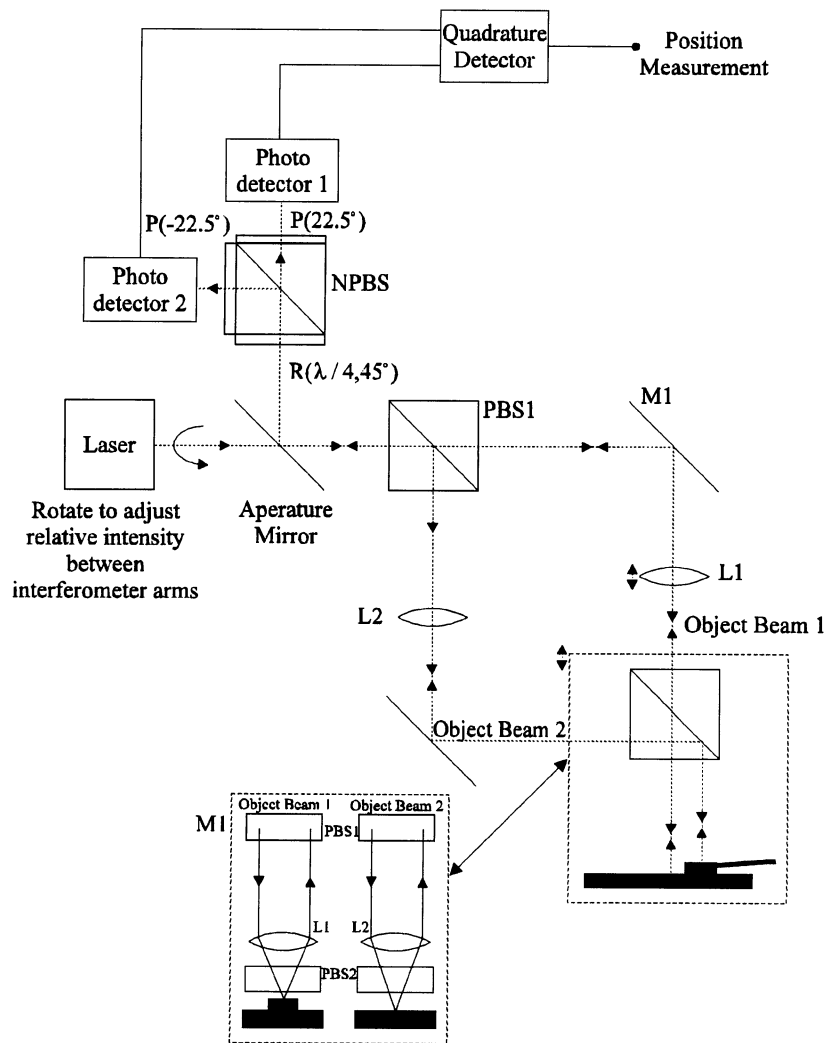 Quadrature
Detector
Position
Measurement
Photo
detector 1
P(-22.5°)
P(22.5°)
Photo
detector 2
NPBS
R(λ / 4,45°)
M1
PBS1
Laser
Rotate to adjust
relative intensity
between
interferometer arms
Aperature
Mirror
L1
L2
Object Beam 1
Object Beam 2
Object Beam 1
Object Beam 2
M1
PBS1
L1
L2
PBS2